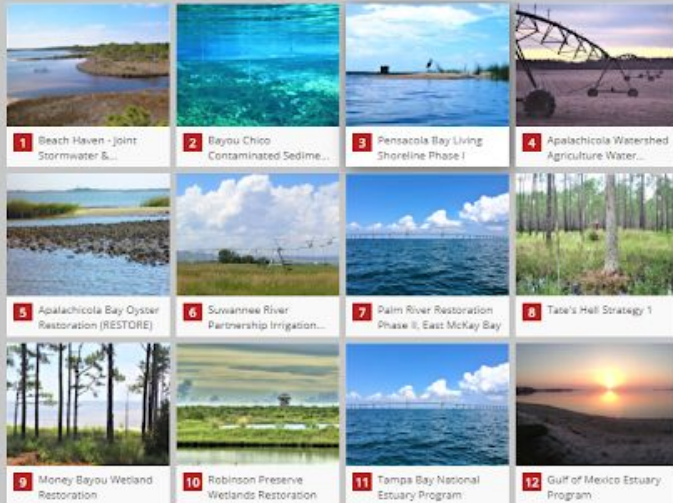 1 Beach Haven - Joint
Stormwater &...
2 Bayou Chico
Contaminated Sedime...
3 Pensacola Bay Living
Shoreline Phase I
4 Apalachicola Watershed
Agriculture Water...
5 Apalachicola Bay Oyster
Restoration (RESTORE)
6 Suwannee River
Partnership Irrigation...
7 Palm River Restoration
Phase II, East McKay Bay
8 Tate's Hell Strategy 1
9 Money Bayou Wetland
Restoration
10 Robinson Preserve
Wetlands Restoration
11 Tampa Bay National
Estuary Program
12 Gulf of Mexico Estuary
Program